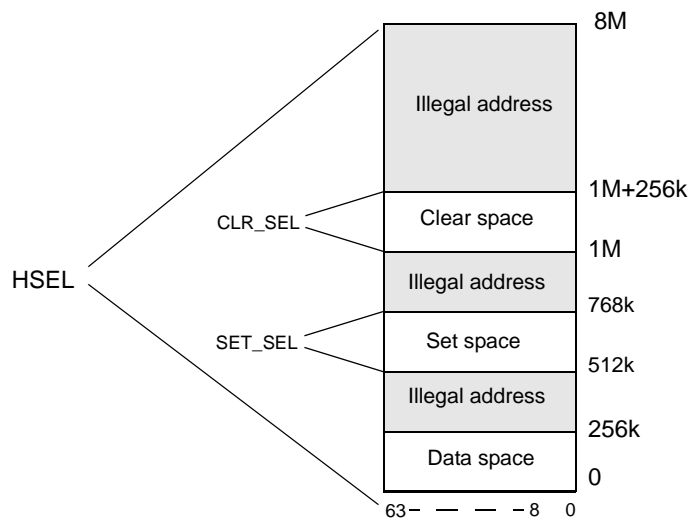 8M
Illegal address
1M+256k
CLR_SEL
Clear space
1M
HSEL
Illegal address
768k
SET_SEL
Set space
512k
Illegal address
256k
Data space
0
63 8 0